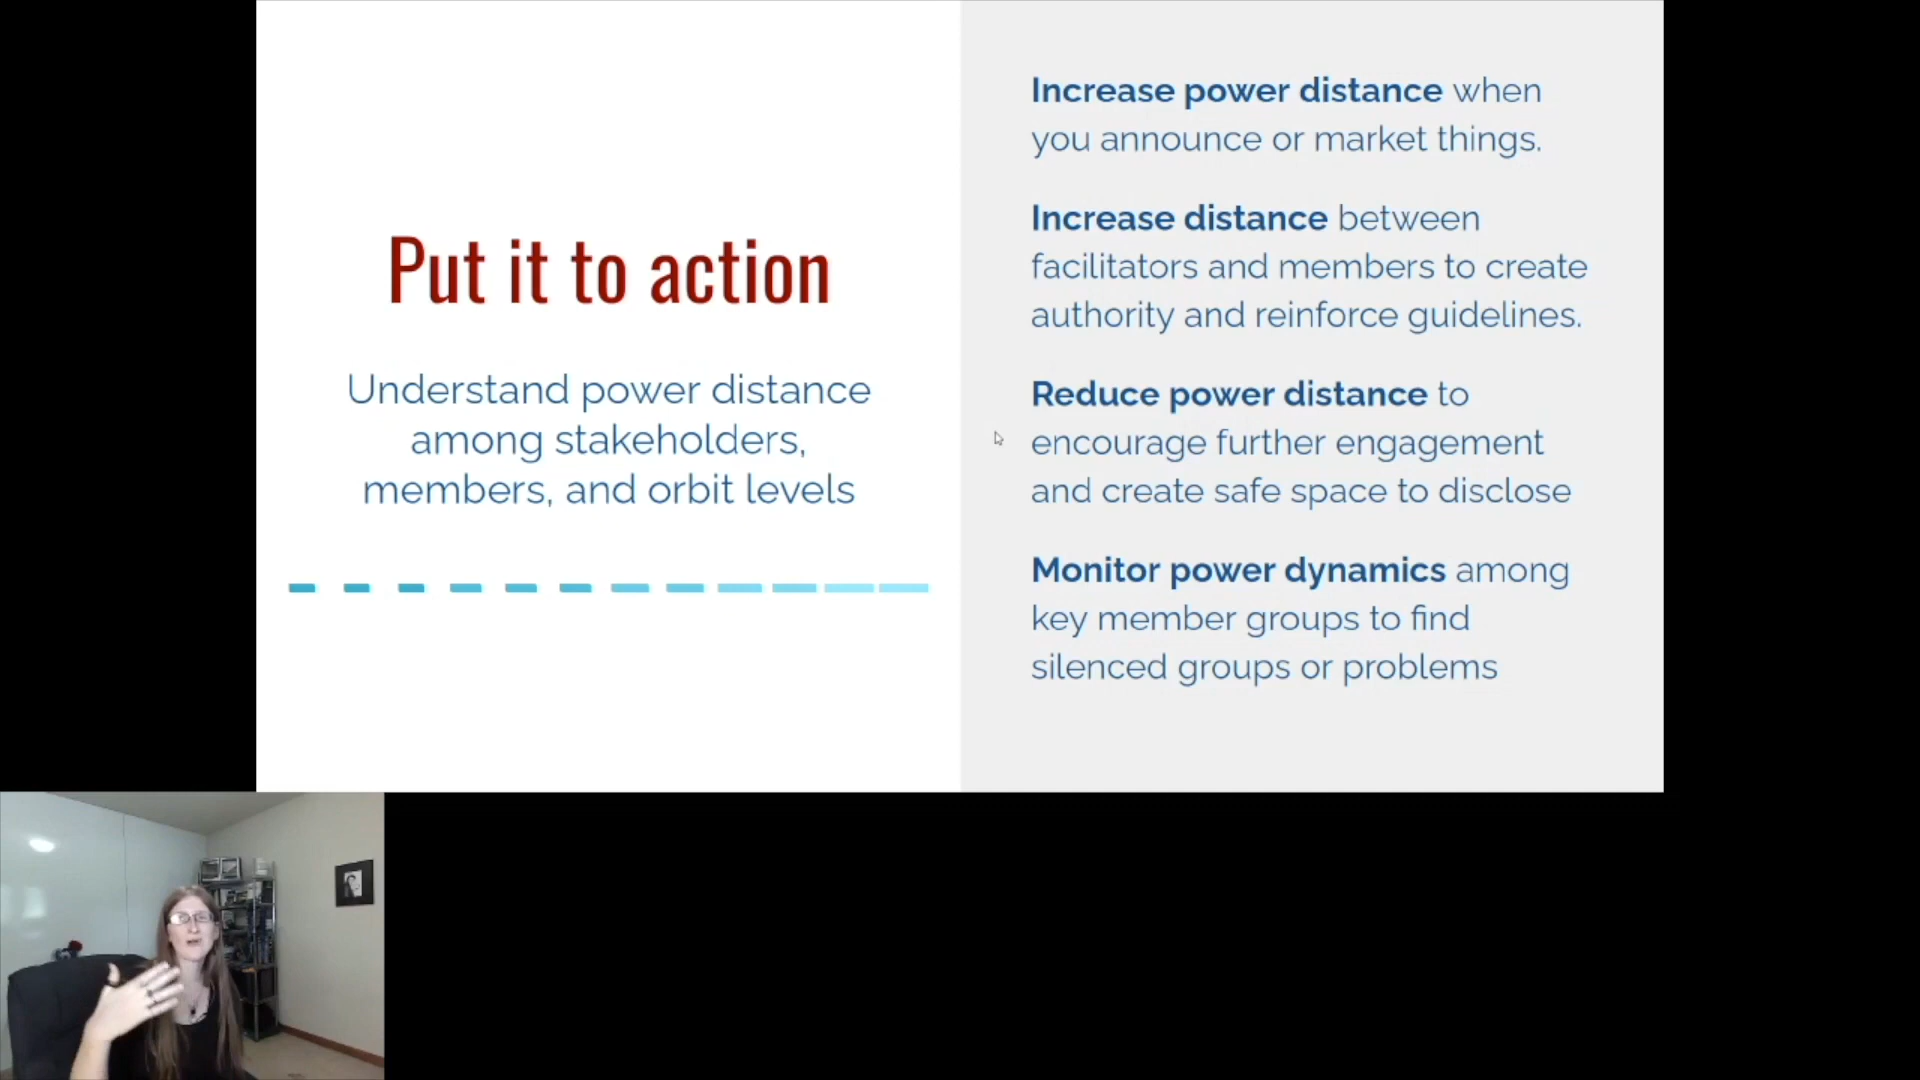 Put it to action
Understand power distance
among stakeholders,
members, and orbit levels
Increase power distance when
you announce or market things.
Increase distance between
facilitators and members to create
authority and reinforce guidelines.
Reduce power distance to
encourage further engagement
and create safe space to disclose
Monitor power dynamics among
key member groups to find
silenced groups or problems